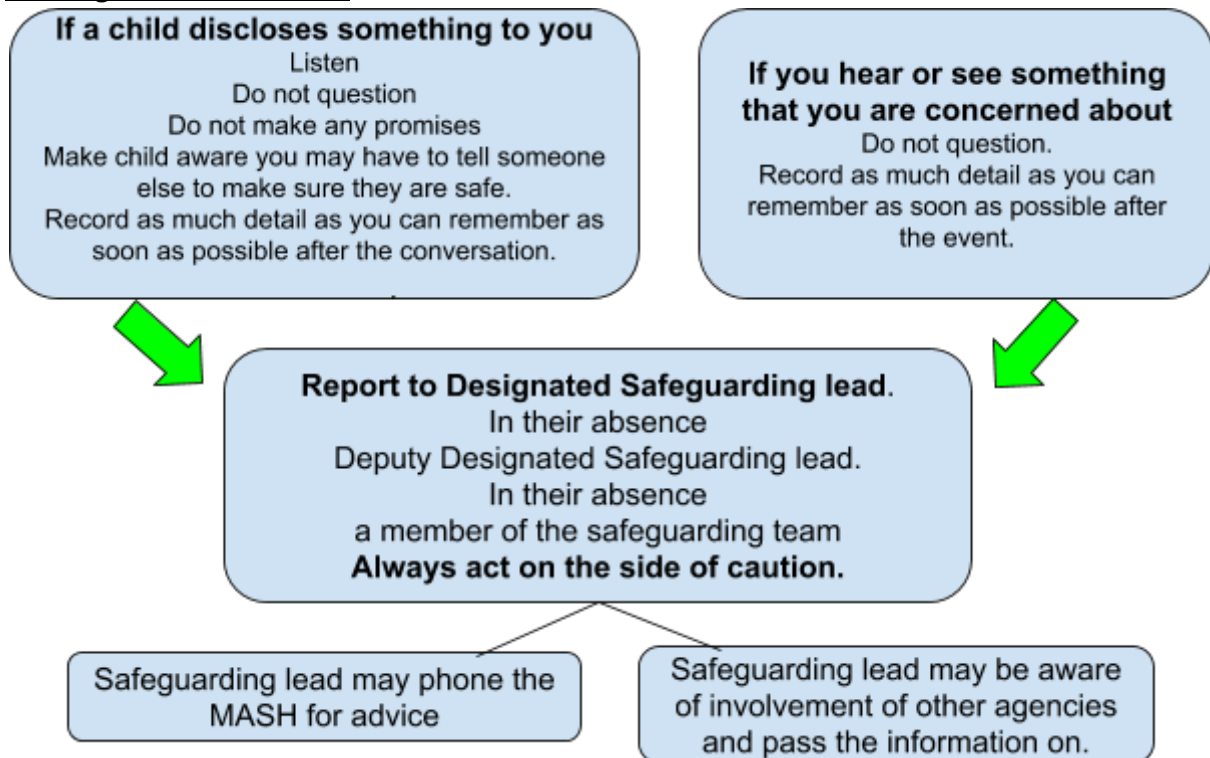 If a child discloses something to you
Listen
Do not question
Do not make any promises
Make child aware you may have to tell someone
else to make sure they are safe.
Record as much detail as you can remember as
soon as possible after the conversation.
If you hear or see something
that you are concerned about
Do not question.
Record as much detail as you can
remember as soon as possible after
the event.
Report to Designated Safeguarding lead.
In their absence
Deputy Designated Safeguarding lead.
In their absence
a member of the safeguarding team
Always act on the side of caution.
Safeguarding lead may phone the
MASH for advice
Safeguarding lead may be aware
of involvement of other agencies
and pass the information on.